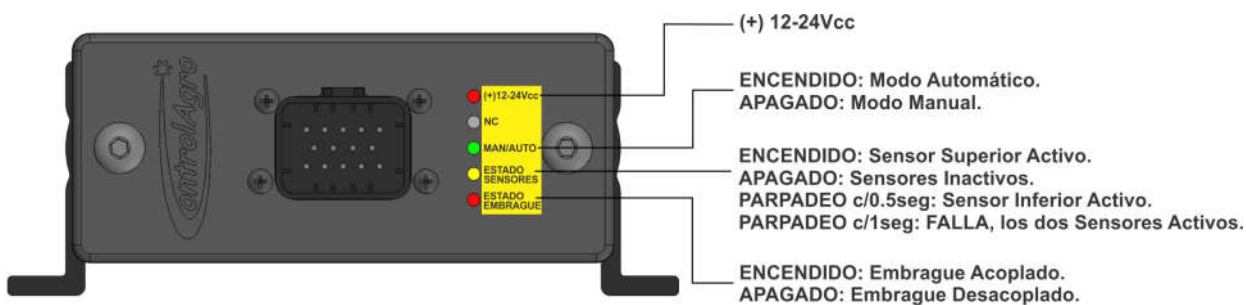 (+) 12-24Vcc
ENCENDIDO: Modo Automático.
APAGADO: Modo Manual.
ENCENDIDO: Sensor Superior Activo.
APAGADO: Sensores Inactivos.
PARPADEO c/0.5seg: Sensor Inferior Activo.
PARPADEO c/1seg: FALLA, los dos Sensores Activos.
ENCENDIDO: Embrague Acoplado.
APAGADO: Embrague Desacoplado.
controlAgro
(+)12-24Vcc
NC
MAN/AUTO
ESTADO
SENSORES
ESTADO
EMBRAGUE